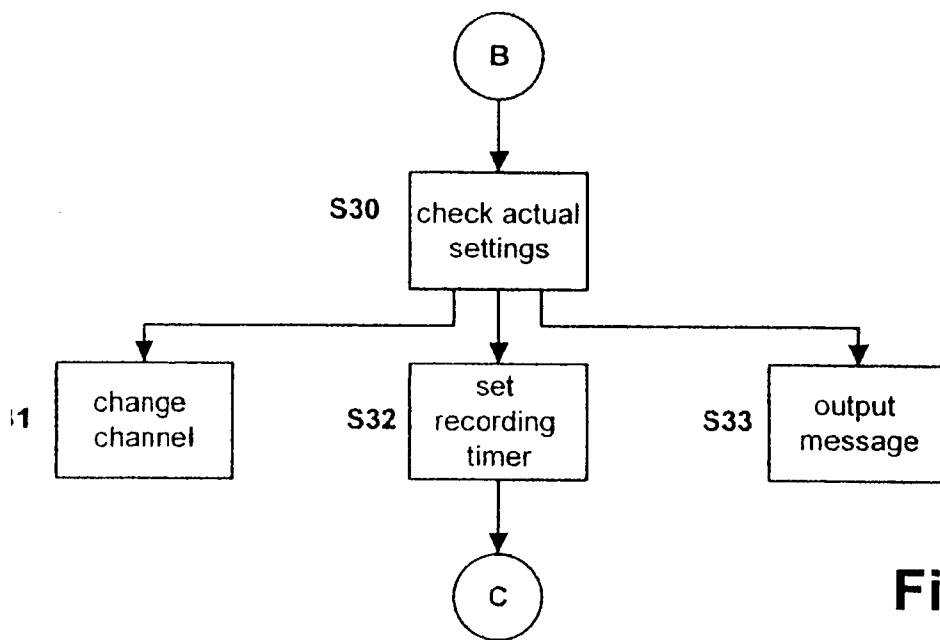 B
S30
check actual
settings
change
channel
S32
set
recording
timer
S33
output
message
C